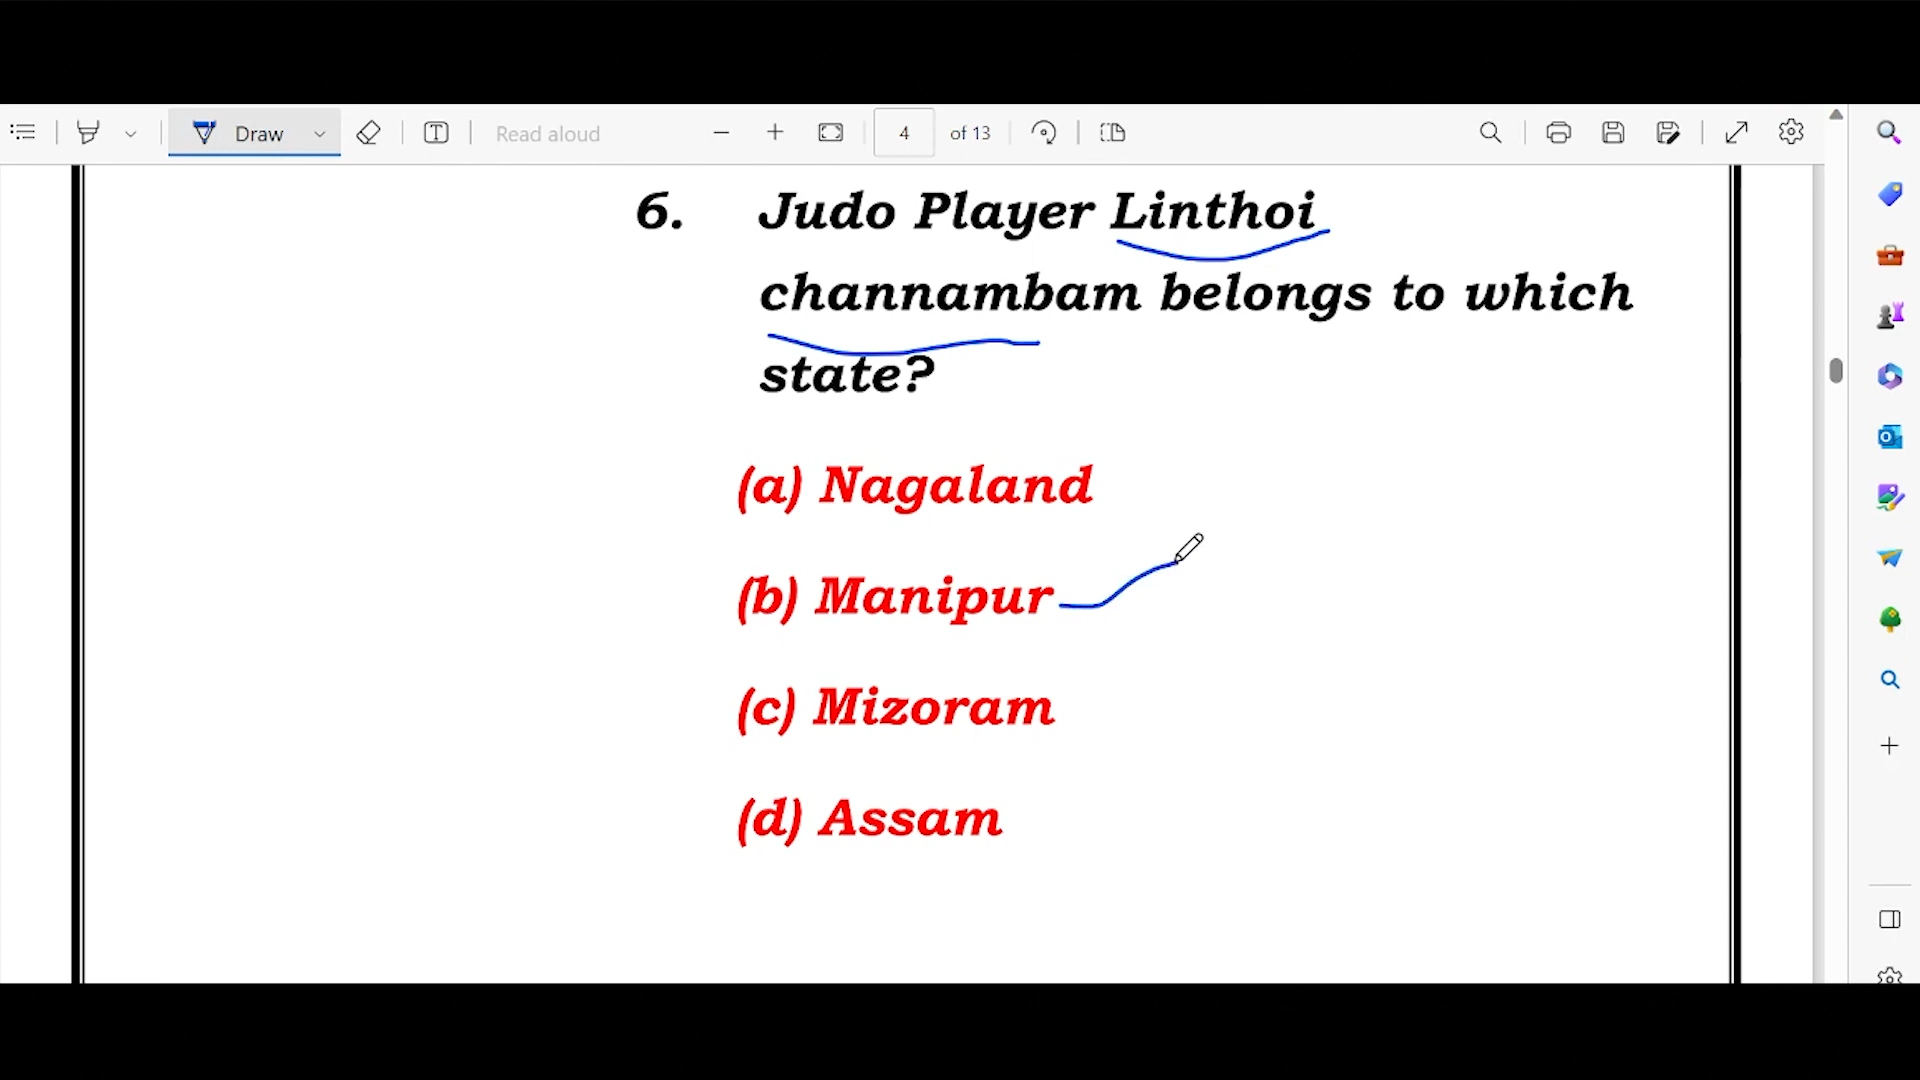 Draw
Read aloud
4 of 13
6. Judo Player Linthoi
channambam belongs to which
state?
(a) Nagaland
(b) Manipur
(c) Mizoram
(d) Assam